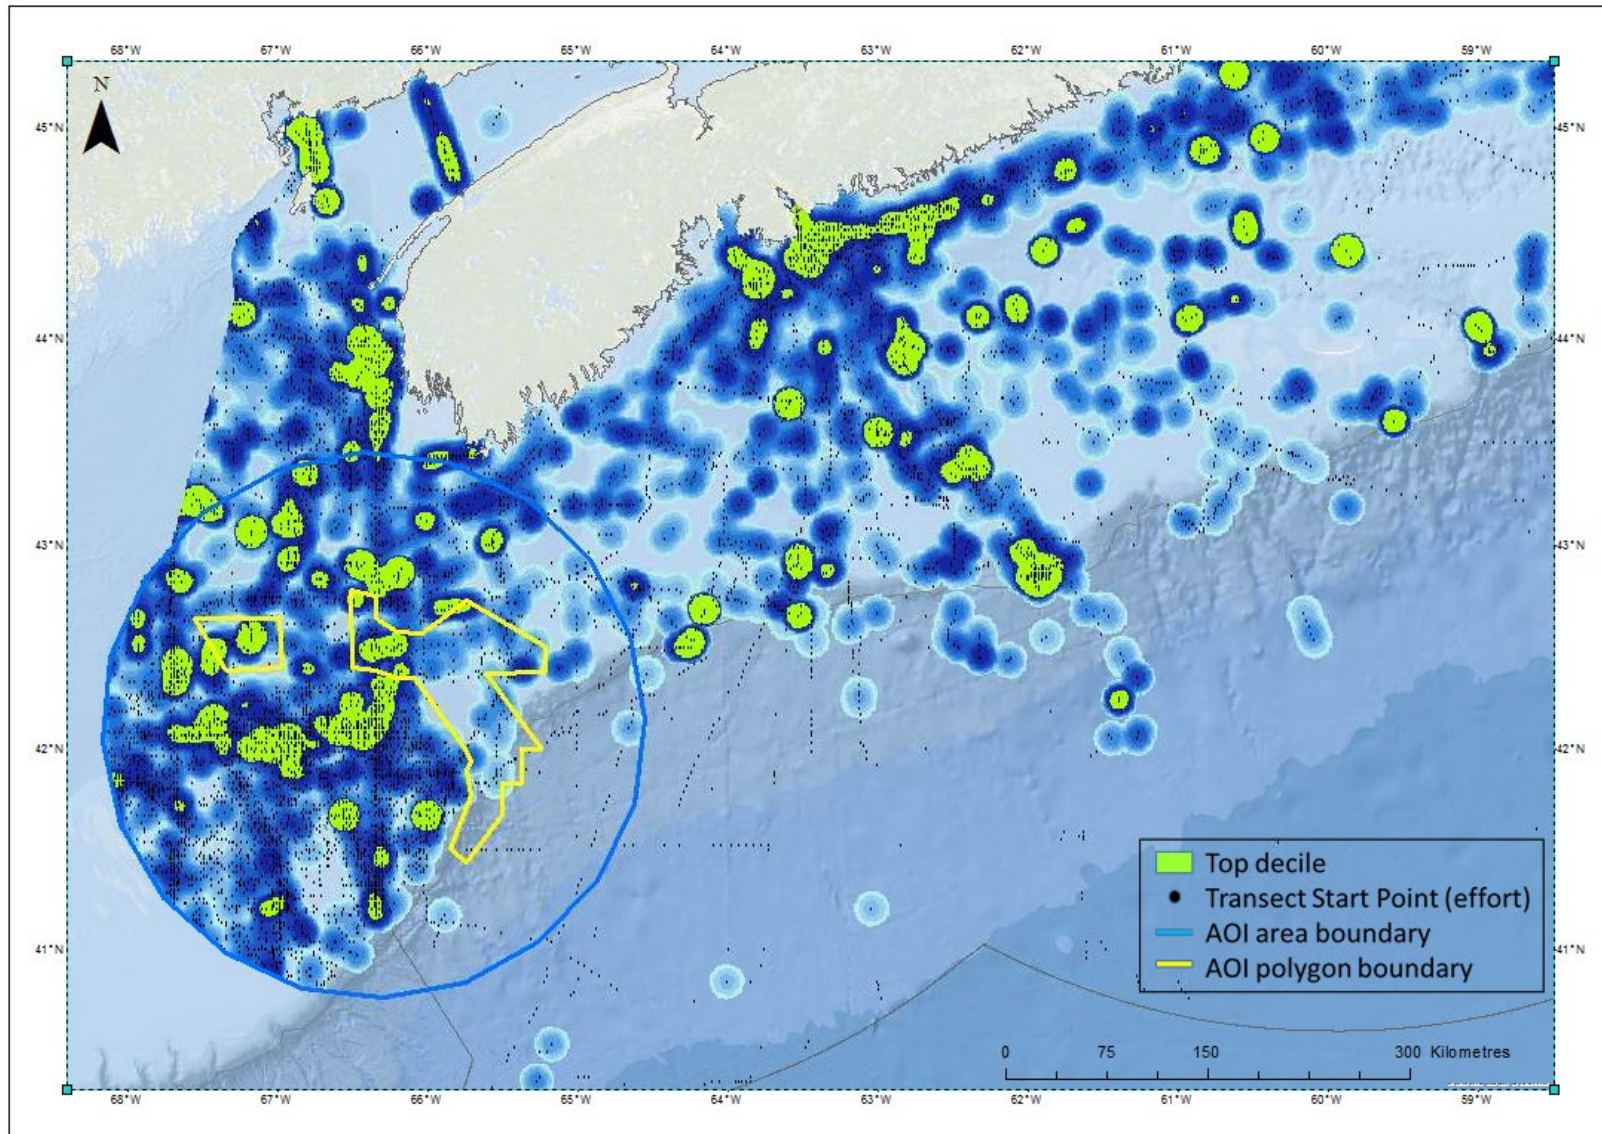 68°W 67°W 66°W 65°W 64°W 63°W 62°W 61°W 60°W 59°W
N
45°N 45°N
44°N 44°N
43°N 43°N
42°N 42°N
Top decile
Transect Start Point (effort)
AOI area boundary
AOI polygon boundary
41°N 41°N
0 75 150 300 Kilometres
68°W 67°W 66°W 65°W 64°W 63°W 62°W 61°W 60°W 59°W